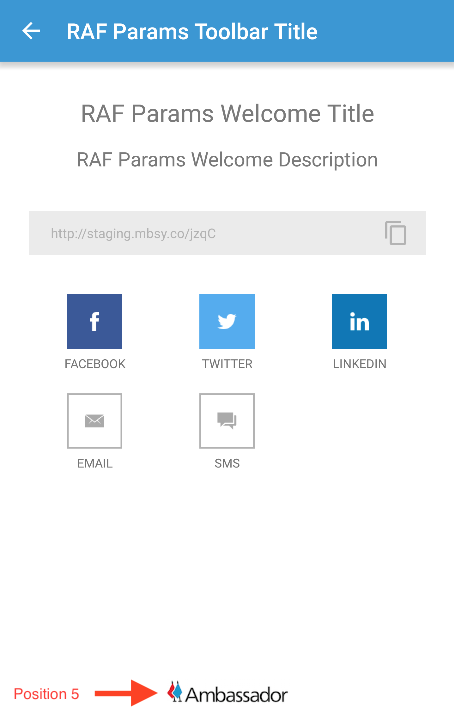 RAF Params Toolbar Title
RAF Params Welcome Title
RAF Params Welcome Description
http://staging.mbsy.co/jzqC
f
in
FACEBOOK TWITTER LINKEDIN
EMAIL SMS
Position 5 Ambassador